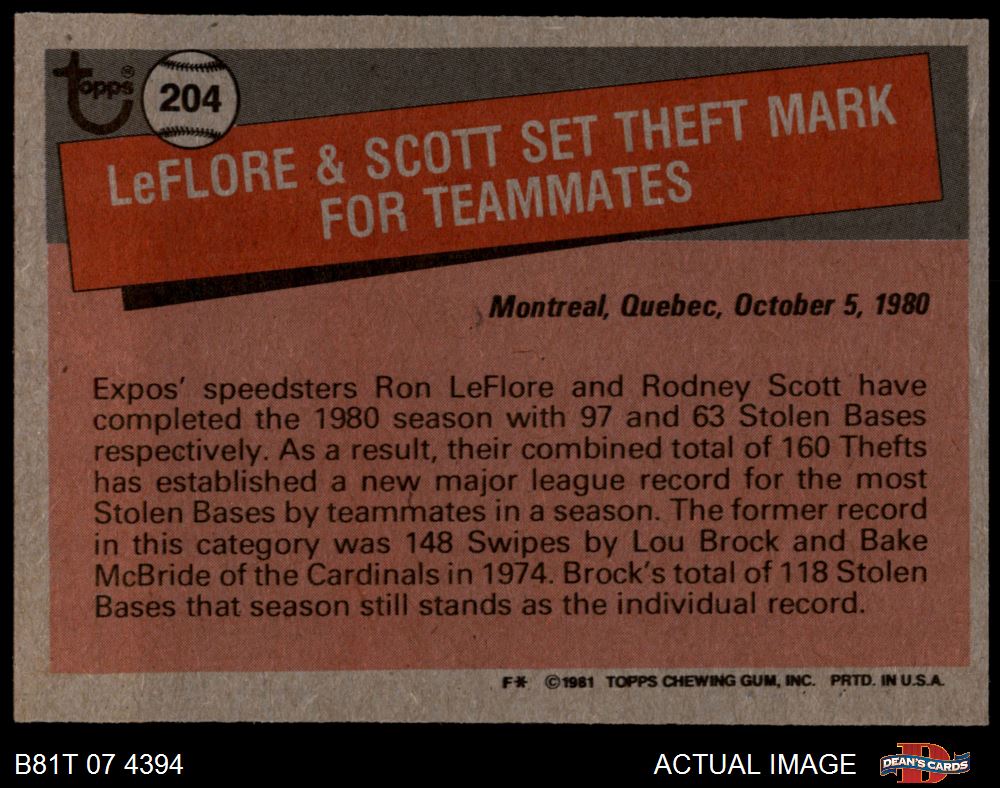 Topps®
204
LeFLORE & SCOTT SET THEFT MARK
FOR TEAMMATES
Montreal, Quebec, October 5, 1980
Expos' speedsters Ron LeFlore and Rodney Scott have
completed the 1980 season with 97 and 63 Stolen Bases
respectively. As a result, their combined total of 160 Thefts
has established a new major league record for the most
Stolen Bases by teammates in a season. The former record
in this category was 148 Swipes by Lou Brock and Bake
McBride of the Cardinals in 1974. Brock's total of 118 Stolen
Bases that season still stands as the individual record.
F* ©1981 TOPPS CHEWING GUM, INC. PRTD. IN U.S.A.
B81T 07 4394 ACTUAL IMAGE D DEAN'S CARDS